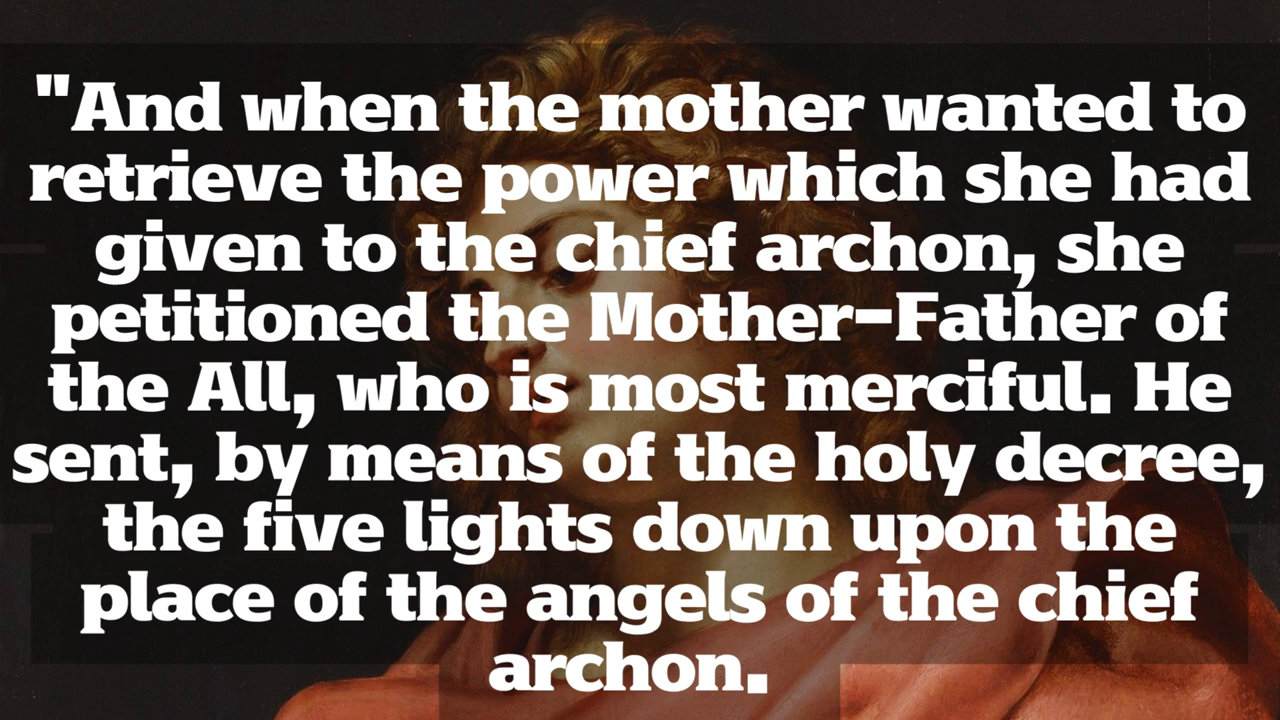 "And when the mother wanted to
retrieve the power which she had
given to the chief archon, she
petitioned the Mother-Father of
the All, who is most merciful. He
sent, by means of the holy decree,
the five lights down upon the
place of the angels of the chief
archon.